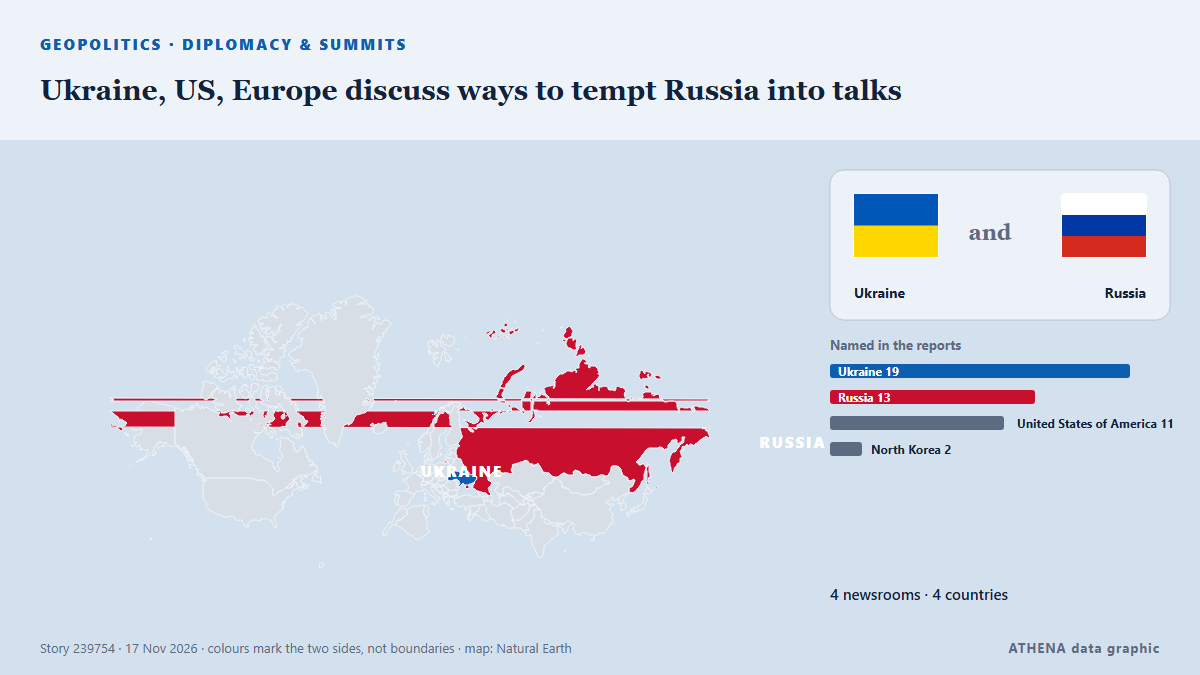 GEOPOLITICS · DIPLOMACY & SUMMITS
Ukraine, US, Europe discuss ways to tempt Russia into talks
and
Ukraine
Russia
Named in the reports
Ukraine 19
Russia 13
United States of America 11
North Korea 2
RUSSIA
UKRAINE
4 newsrooms · 4 countries
Story 239754 · 17 Nov 2026 · colours mark the two sides, not boundaries · map: Natural Earth
ATHENA data graphic